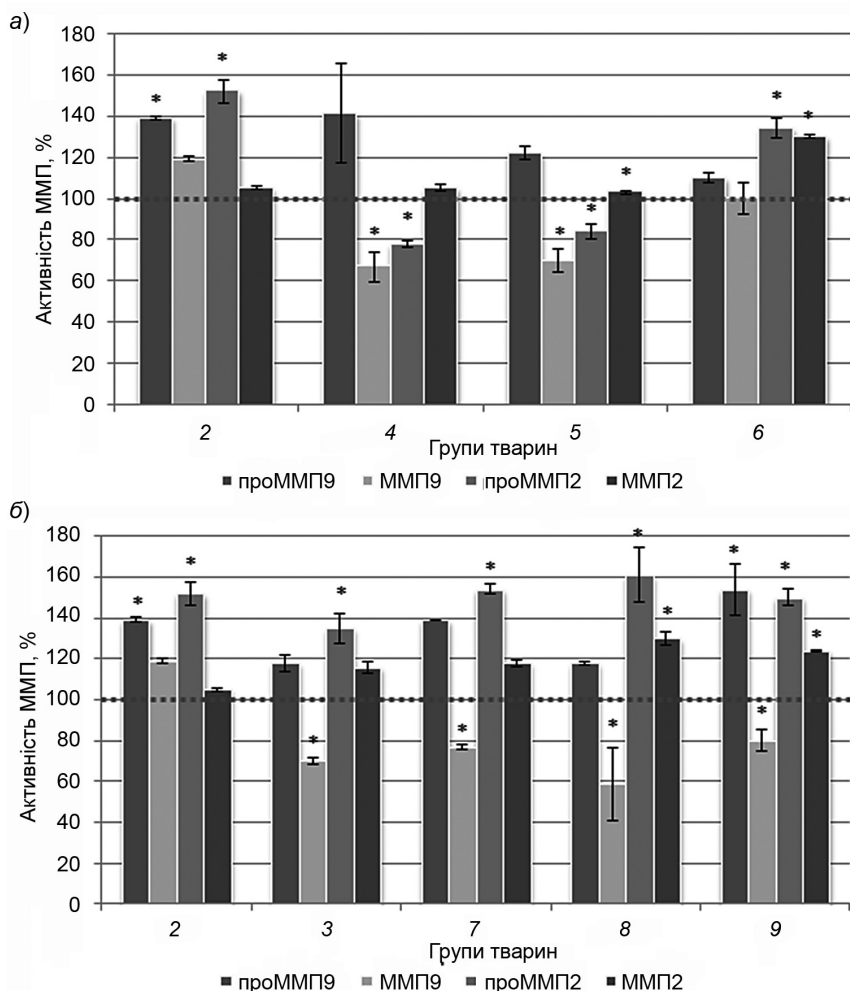 а)
Активність ММП, %
180
160
140
120
100
80
60
40
20
0
* * * * * * * * *
2 4 5 6
Групи тварин
■ проММП9 ■ ММП9 ■ проММП2 ■ ММП2
б)
Активність ММП, %
180
160
140
120
100
80
60
40
20
0
* * * * * * * * * * * * *
2 3 7 8 9
Групи тварин
■ проММП9 ■ ММП9 ■ проММП2 ■ ММП2